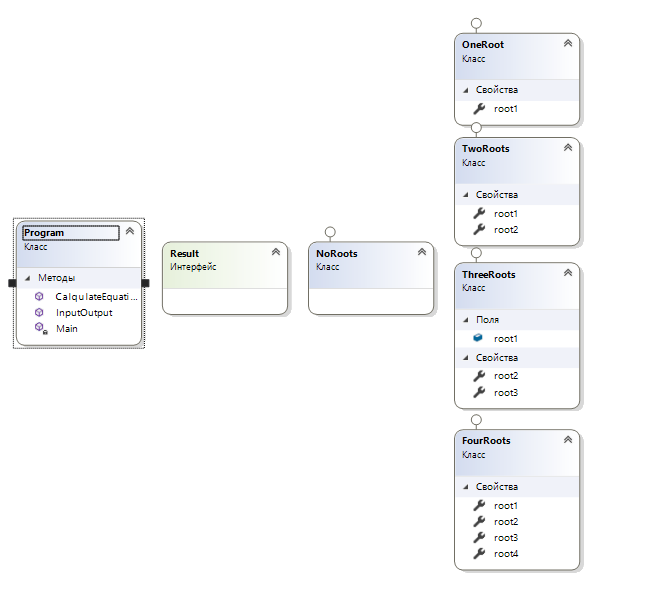 Program
Класс
Методы
CalqulateEquati...
InputOutput
Main
Result
Интерфейс
NoRoots
Класс
OneRoot
Класс
Свойства
root1
TwoRoots
Класс
Свойства
root1
root2
ThreeRoots
Класс
Поля
root1
Свойства
root2
root3
FourRoots
Класс
Свойства
root1
root2
root3
root4